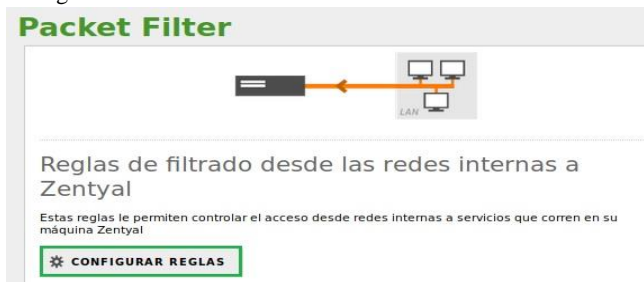 Packet Filter
LAN
Reglas de filtrado desde las redes internas a
Zentyal
Estas reglas le permiten controlar el acceso desde redes internas a servicios que corren en su
máquina Zentyal
CONFIGURAR REGLAS